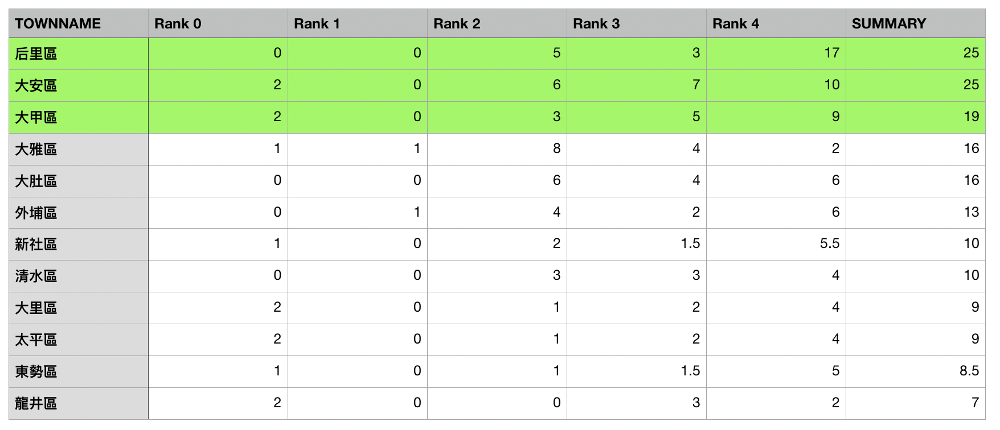 TOWNNAME Rank 0 Rank 1 Rank 2 Rank 3 Rank 4 SUMMARY
后里區 0 0 5 3 17 25
大安區 2 0 6 7 10 25
大甲區 2 0 3 5 9 19
大雅區 1 1 8 4 2 16
大肚區 0 0 6 4 6 16
外埔區 0 1 4 2 6 13
新社區 1 0 2 1.5 5.5 10
清水區 0 0 3 3 4 10
大里區 2 0 1 2 4 9
太平區 2 0 1 2 4 9
東勢區 1 0 1 1.5 5 8.5
龍井區 2 0 0 3 2 7